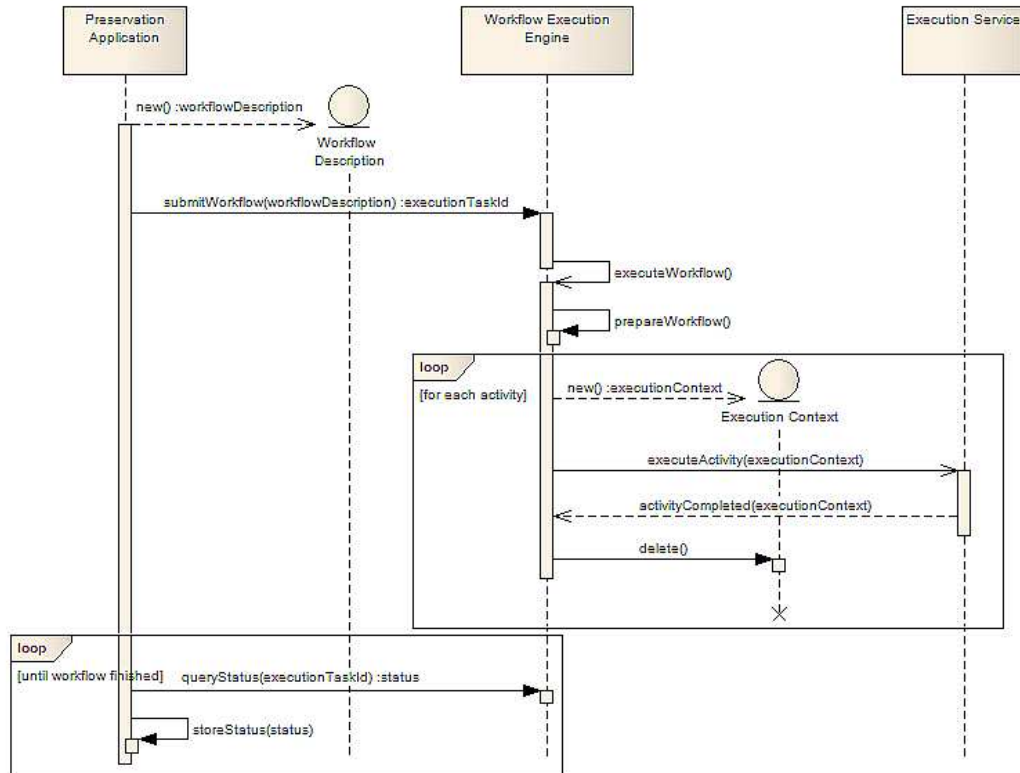 Preservation
Application
Workflow Execution
Engine
Execution Service
new() :workflowDescription
Workflow
Description
submitWorkflow(workflowDescription) :executionTaskId
executeWorkflow()
prepareWorkflow()
loop
[for each activity]
new() :executionContext
Execution Context
executeActivity(executionContext)
activityCompleted(executionContext)
delete()
loop
[until workflow finished]
queryStatus(executionTaskId) :status
storeStatus(status)